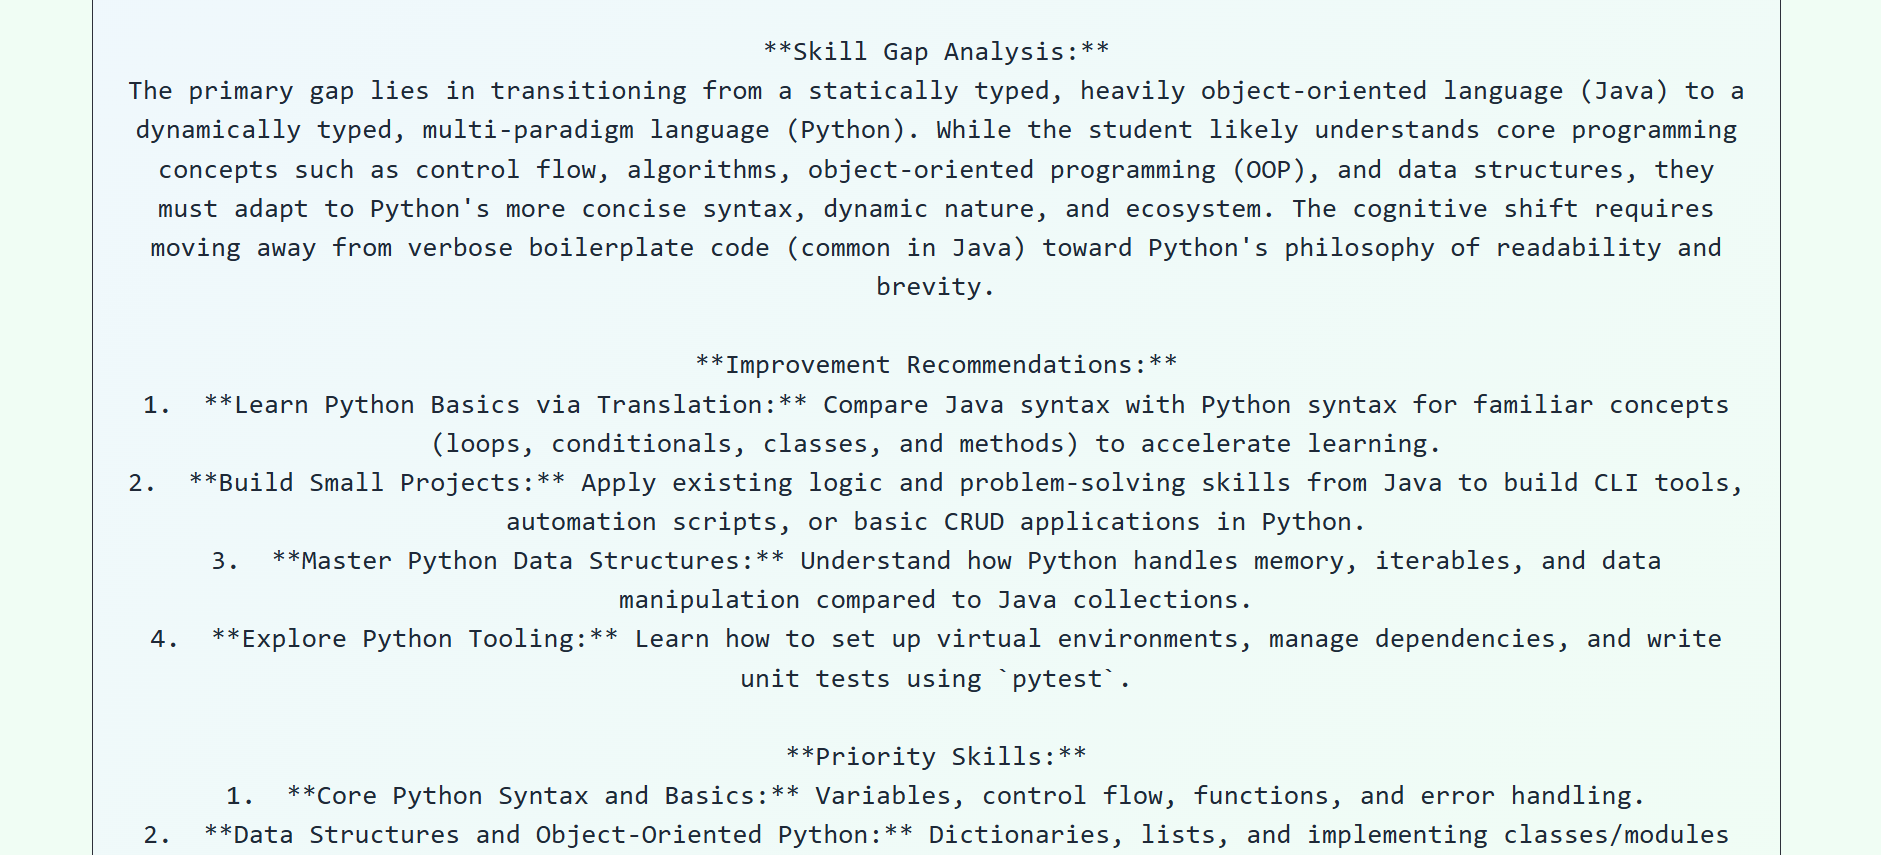 **Skill Gap Analysis:**
The primary gap lies in transitioning from a statically typed, heavily object-oriented language (Java) to a
dynamically typed, multi-paradigm language (Python). While the student likely understands core programming
concepts such as control flow, algorithms, object-oriented programming (OOP), and data structures, they
must adapt to Python's more concise syntax, dynamic nature, and ecosystem. The cognitive shift requires
moving away from verbose boilerplate code (common in Java) toward Python's philosophy of readability and
brevity.
**Improvement Recommendations:**
1.  **Learn Python Basics via Translation:** Compare Java syntax with Python syntax for familiar concepts
(loops, conditionals, classes, and methods) to accelerate learning.
2.  **Build Small Projects:** Apply existing logic and problem-solving skills from Java to build CLI tools,
automation scripts, or basic CRUD applications in Python.
3.  **Master Python Data Structures:** Understand how Python handles memory, iterables, and data
manipulation compared to Java collections.
4.  **Explore Python Tooling:** Learn how to set up virtual environments, manage dependencies, and write
unit tests using `pytest`.
**Priority Skills:**
1.  **Core Python Syntax and Basics:** Variables, control flow, functions, and error handling.
2.  **Data Structures and Object-Oriented Python:** Dictionaries, lists, and implementing classes/modules